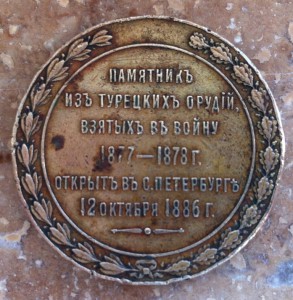 ПАМЯТНИКЪ
ИЗЪ ТУРЕЦКИХЪ ОРУДІЙ,
ВЗЯТЫХЪ ВЪ ВОЙНУ
1877—1878 Г.
ОТКРЫТЪ ВЪ С. ПЕТЕРБУРГѢ
12 ОКТЯБРЯ 1886 Г.